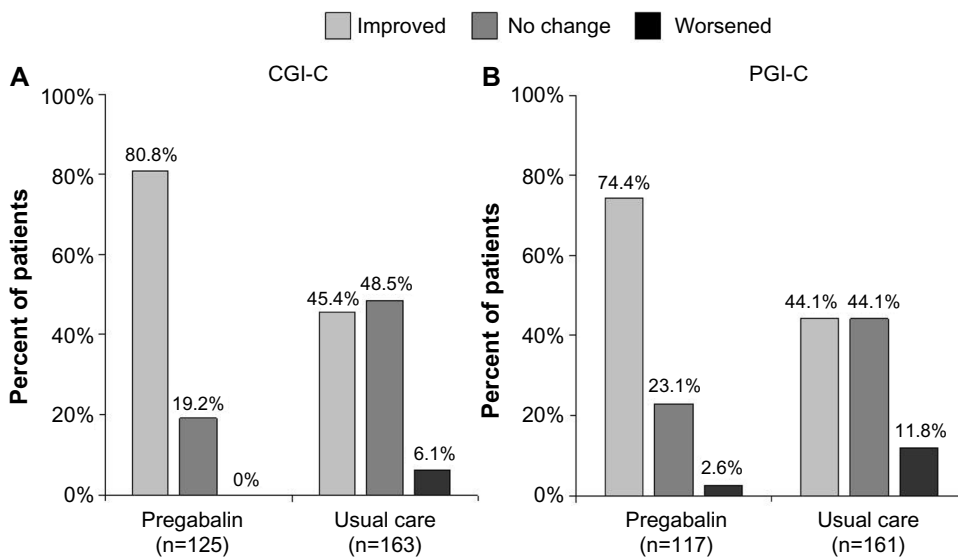 Improved No change Worsened
A CGI-C
Percent of patients
100%
80%
60%
40%
20%
0%
80.8%
19.2%
0%
45.4%
48.5%
6.1%
Pregabalin
(n=125)
Usual care
(n=163)
B PGI-C
Percent of patients
100%
80%
60%
40%
20%
0%
74.4%
23.1%
2.6%
44.1%
44.1%
11.8%
Pregabalin
(n=117)
Usual care
(n=161)